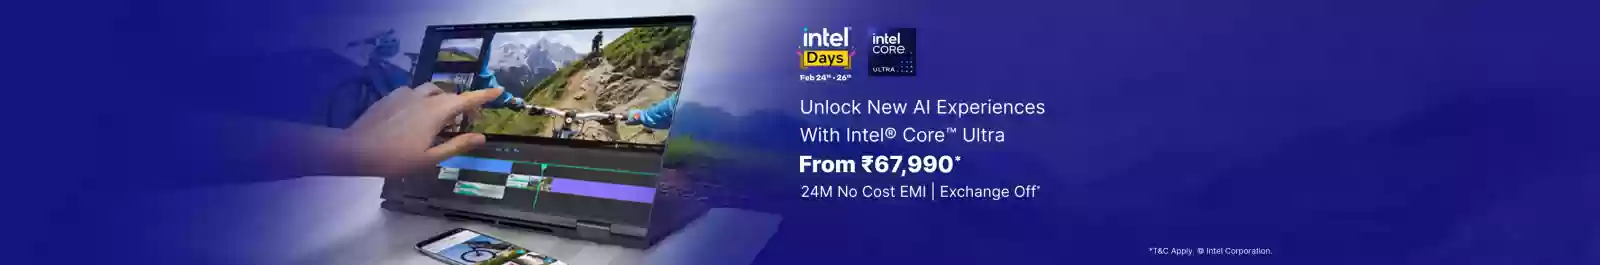 intel
Days
Feb 24th - 26th
intel
CORE
ULTRA
Unlock New AI Experiences
With Intel® Core™ Ultra
From ₹67,990*
24M No Cost EMI | Exchange Off*
*T&C Apply. © Intel Corporation.